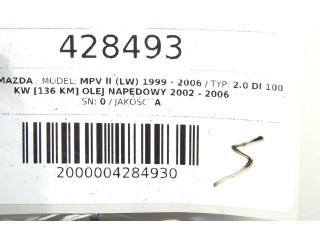 428493
MAZDA / MODEL: MPV II (LW) 1999 - 2006 / TYP: 2.0 DI 100
KW [136 KM] OLEJ NAPĘDOWY 2002 - 2006
SN: 0 / JAKOŚĆ: A
2000004284930
5